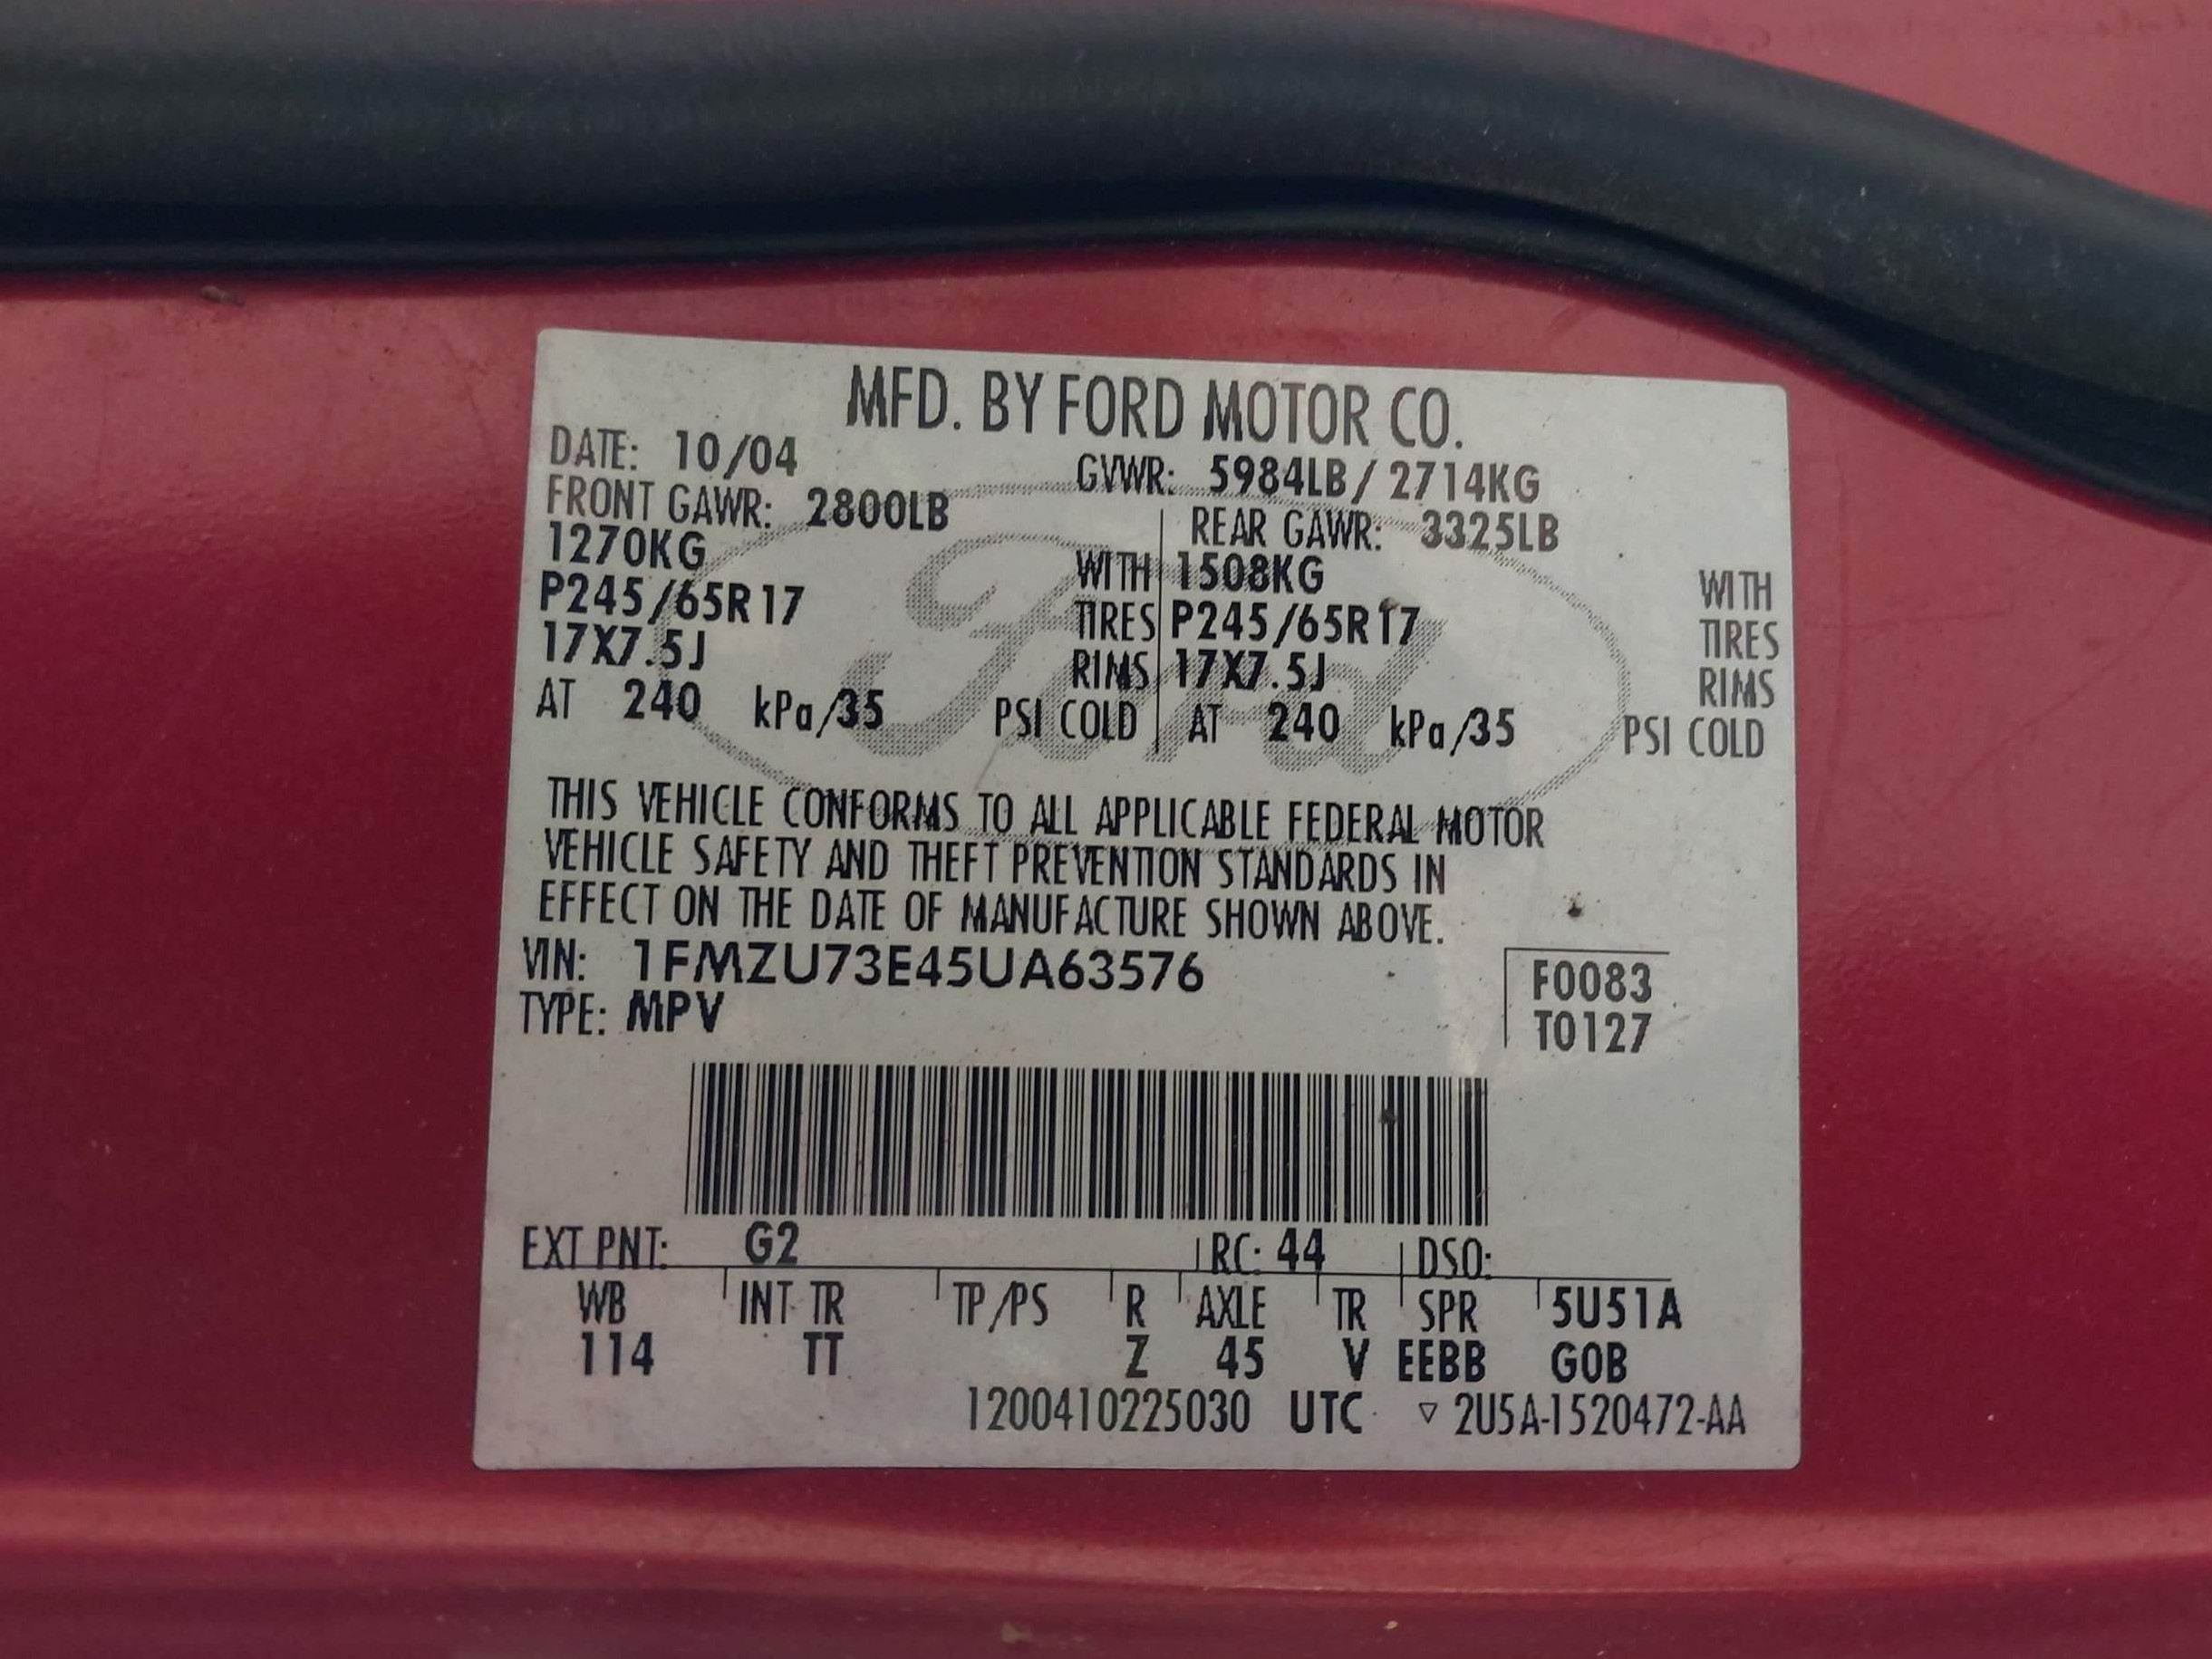 MFD. BY FORD MOTOR CO.
DATE: 10/04 GVWR: 5984LB/2714KG
FRONT GAWR: 2800LB REAR GAWR: 3325LB
1270KG WITH 1508KG WITH
P245/65R17 TIRES P245/65R17 TIRES
17X7.5J RIMS 17X7.5J RIMS
AT 240 kPa/35 PSI COLD AT 240 kPa/35 PSI COLD
Ford
THIS VEHICLE CONFORMS TO ALL APPLICABLE FEDERAL MOTOR
VEHICLE SAFETY AND THEFT PREVENTION STANDARDS IN
EFFECT ON THE DATE OF MANUFACTURE SHOWN ABOVE.
VIN: 1FMZU73E45UA63576 F0083
TYPE: MPV T0127
EXT PNT: G2 RC: 44 DSO:
WB INT TR TP/PS R AXLE TR SPR 5U51A
114 TT Z 45 V EEBB GOB
1200410225030 UTC ▽ 2U5A-1520472-AA